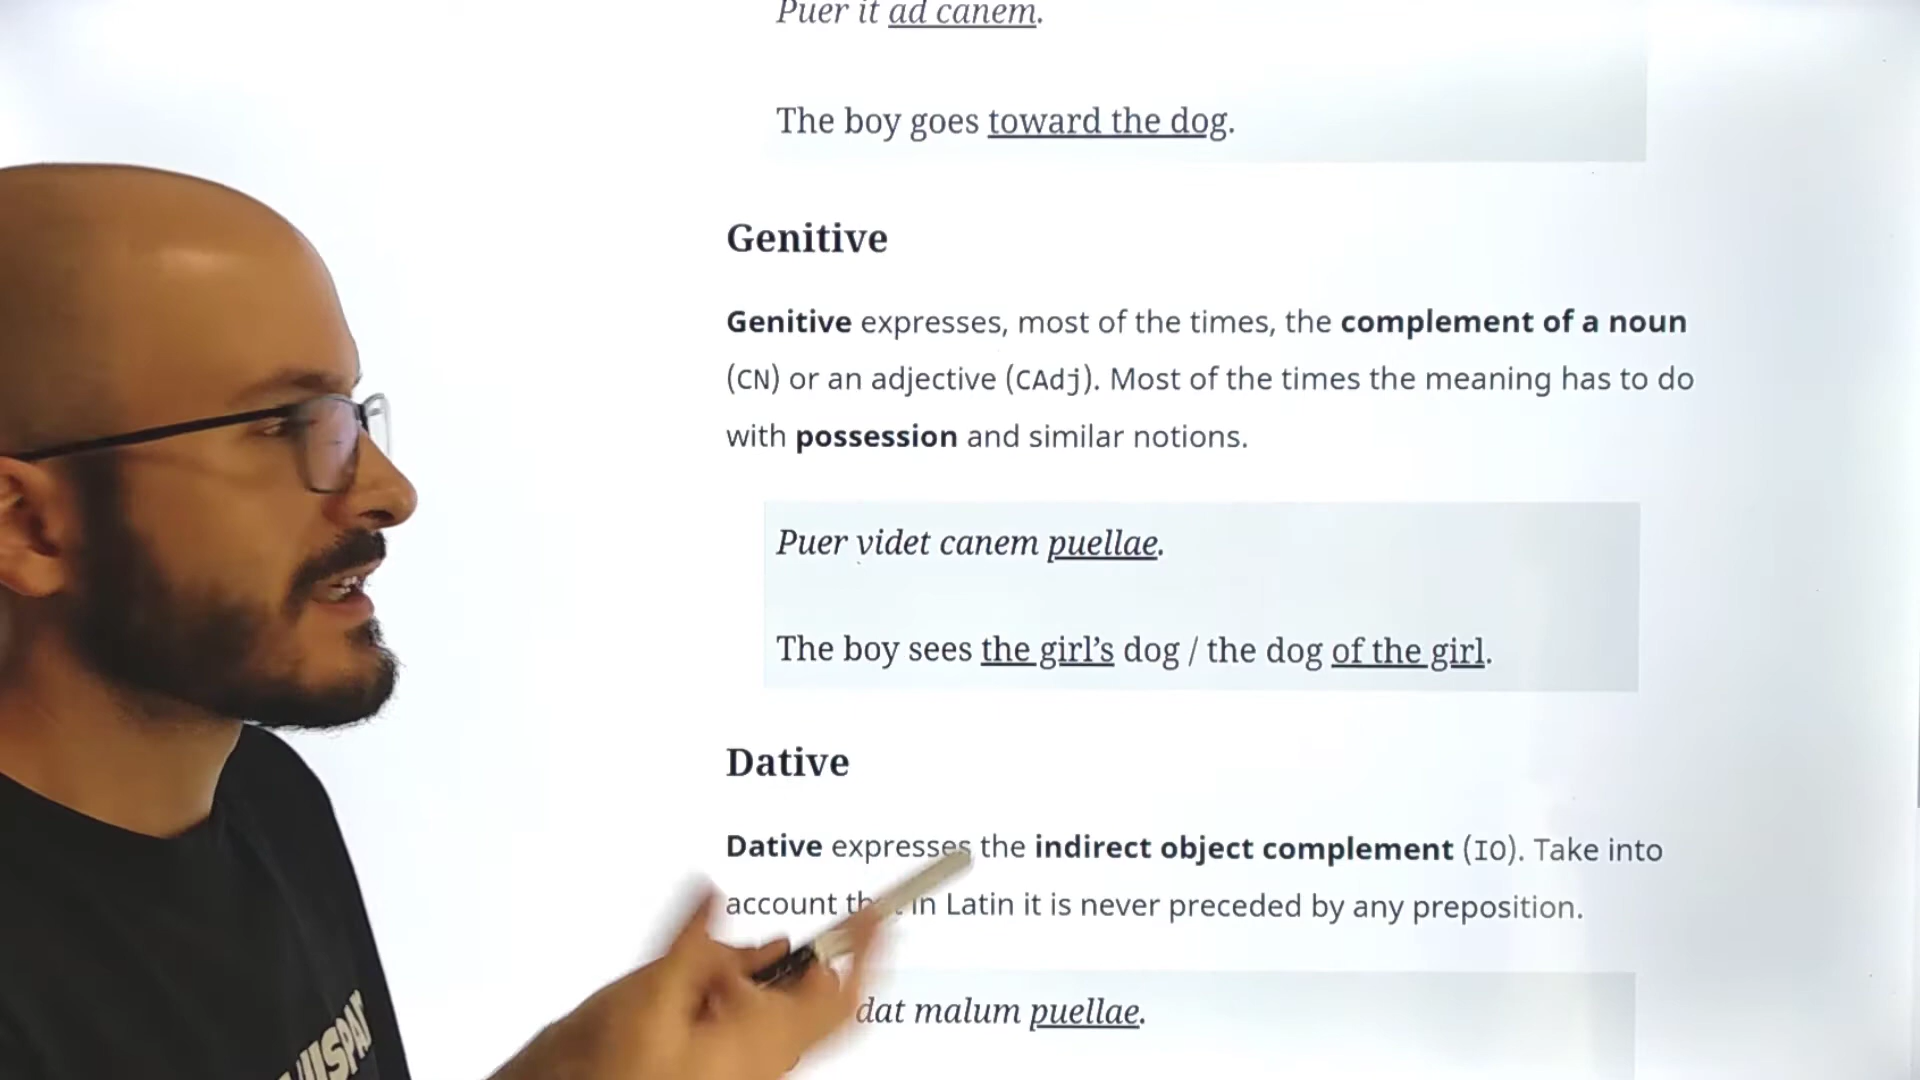 Puer it ad canem.
The boy goes toward the dog.
Genitive
Genitive expresses, most of the times, the complement of a noun
(CN) or an adjective (CAdj). Most of the times the meaning has to do
with possession and similar notions.
Puer videt canem puellae.
The boy sees the girl’s dog / the dog of the girl.
Dative
Dative expresses the indirect object complement (IO). Take into
account in Latin it is never preceded by any preposition.
dat malum puellae.